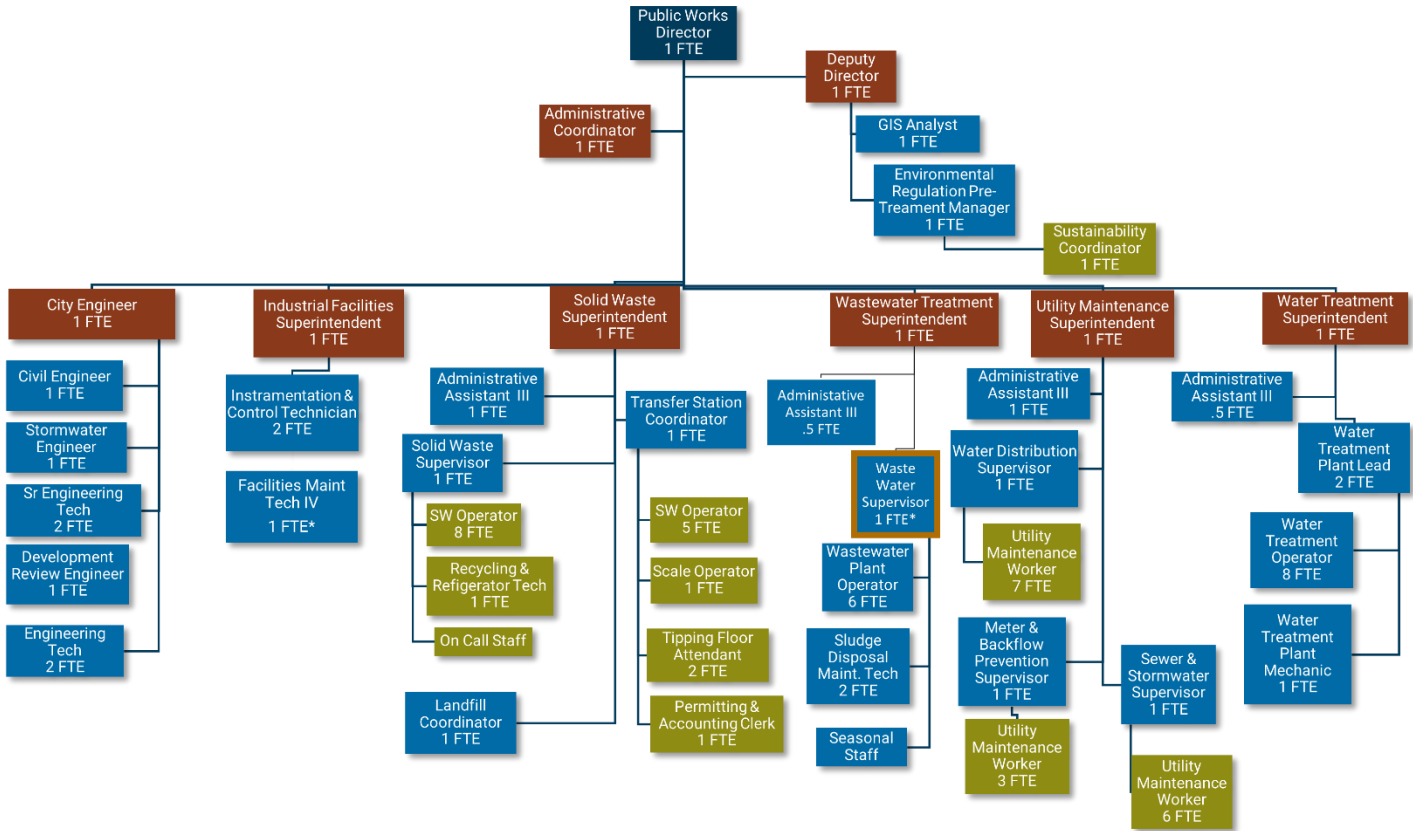 Public Works
Director
1 FTE
Deputy
Director
1 FTE
Administrative
Coordinator
1 FTE
GIS Analyst
1 FTE
Environmental
Regulation Pre-
Treament Manager
1 FTE
Sustainability
Coordinator
1 FTE
City Engineer
1 FTE
Civil Engineer
1 FTE
Stormwater
Engineer
1 FTE
Sr Engineering
Tech
2 FTE
Development
Review Engineer
1 FTE
Engineering
Tech
2 FTE
Industrial Facilities
Superintendent
1 FTE
Instramentation &
Control Technician
2 FTE
Facilities Maint
Tech IV
1 FTE*
Solid Waste
Superintendent
1 FTE
Administrative
Assistant III
1 FTE
Solid Waste
Supervisor
1 FTE
SW Operator
8 FTE
Recycling &
Refigerator Tech
1 FTE
On Call Staff
Landfill
Coordinator
1 FTE
Transfer Station
Coordinator
1 FTE
SW Operator
5 FTE
Scale Operator
1 FTE
Tipping Floor
Attendant
2 FTE
Permitting &
Accounting Clerk
1 FTE
Wastewater Treatment
Superintendent
1 FTE
Administative
Assistant III
.5 FTE
Waste
Water
Supervisor
1 FTE*
Wastewater
Plant
Operator
6 FTE
Sludge
Disposal
Maint. Tech
2 FTE
Seasonal
Staff
Utility Maintenance
Superintendent
1 FTE
Administrative
Assistant III
1 FTE
Water Distribution
Supervisor
1 FTE
Utility
Maintenance
Worker
7 FTE
Meter &
Backflow
Prevention
Supervisor
1 FTE
Utility
Maintenance
Worker
3 FTE
Sewer &
Stormwater
Supervisor
1 FTE
Utility
Maintenance
Worker
6 FTE
Water Treatment
Superintendent
1 FTE
Administrative
Assistant III
.5 FTE
Water
Treatment
Plant Lead
2 FTE
Water
Treatment
Operator
8 FTE
Water
Treatment
Plant
Mechanic
1 FTE